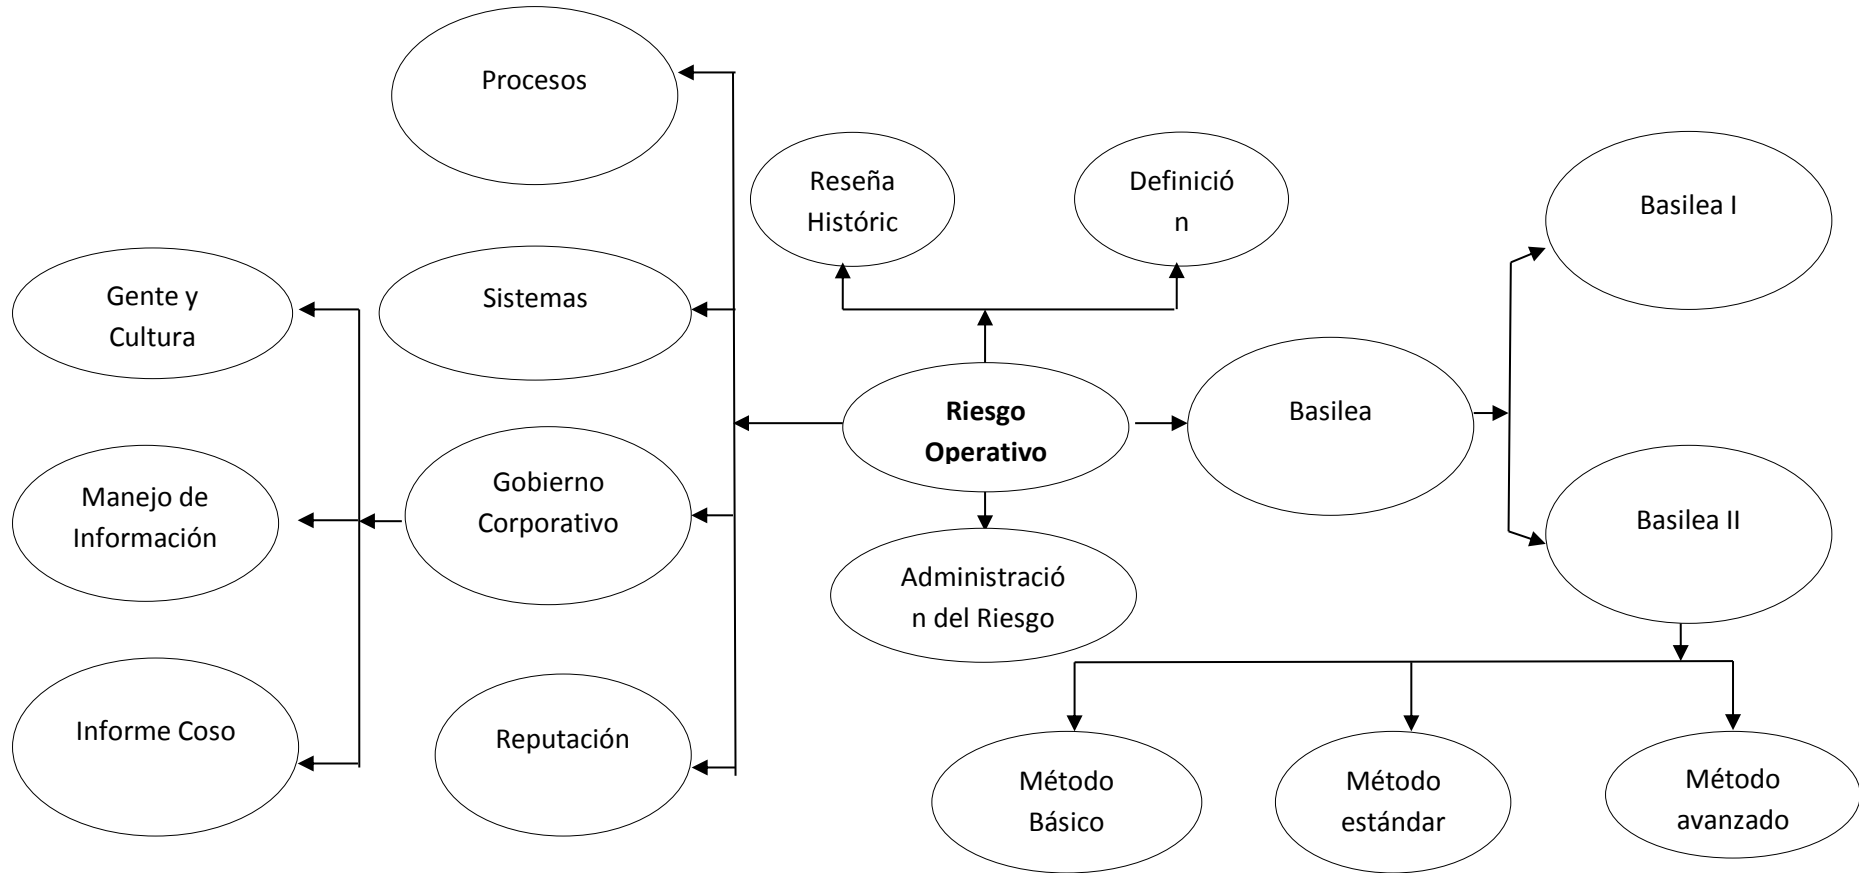 Procesos
Reseña
Históric
Definició
n
Basilea I
Gente y
Cultura
Sistemas
Riesgo
Operativo
Basilea
Manejo de
Información
Gobierno
Corporativo
Basilea II
Administració
n del Riesgo
Informe Coso
Reputación
Método
Básico
Método
estándar
Método
avanzado